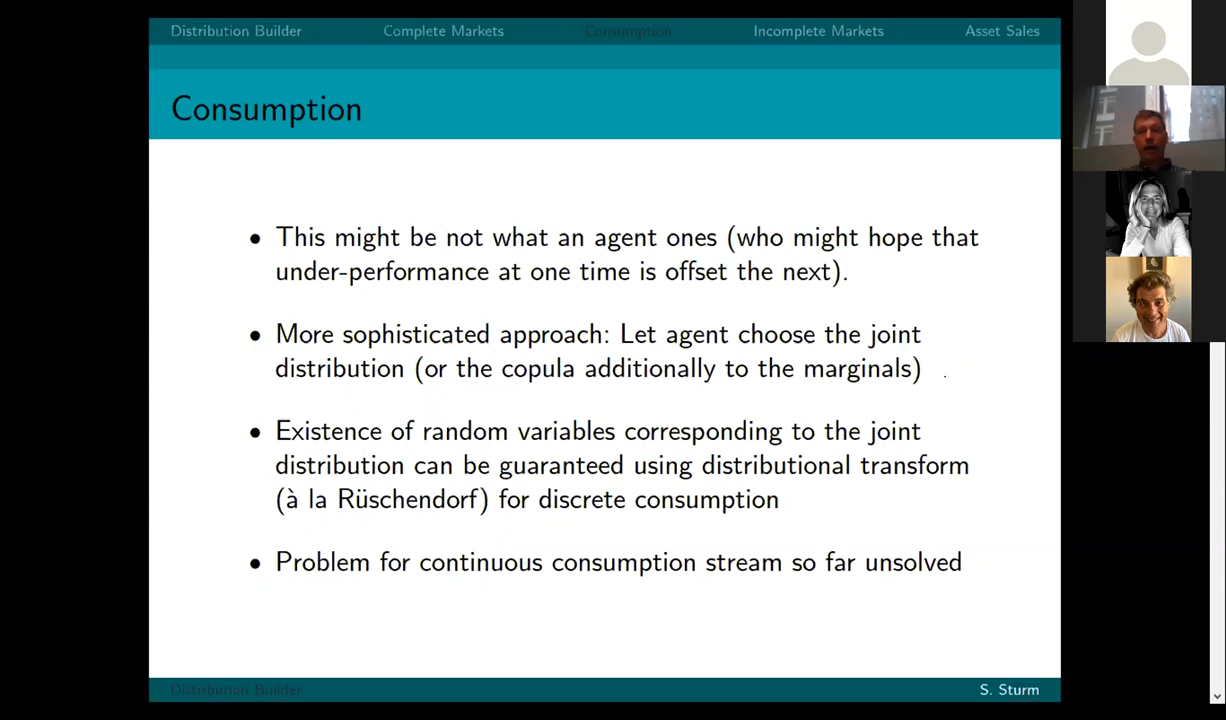 Distribution Builder Complete Markets Consumption Incomplete Markets Asset Sales
Consumption
• This might be not what an agent ones (who might hope that
under-performance at one time is offset the next).
• More sophisticated approach: Let agent choose the joint
distribution (or the copula additionally to the marginals)
• Existence of random variables corresponding to the joint
distribution can be guaranteed using distributional transform
(à la Rüschendorf) for discrete consumption
• Problem for continuous consumption stream so far unsolved
Distribution Builder S. Sturm